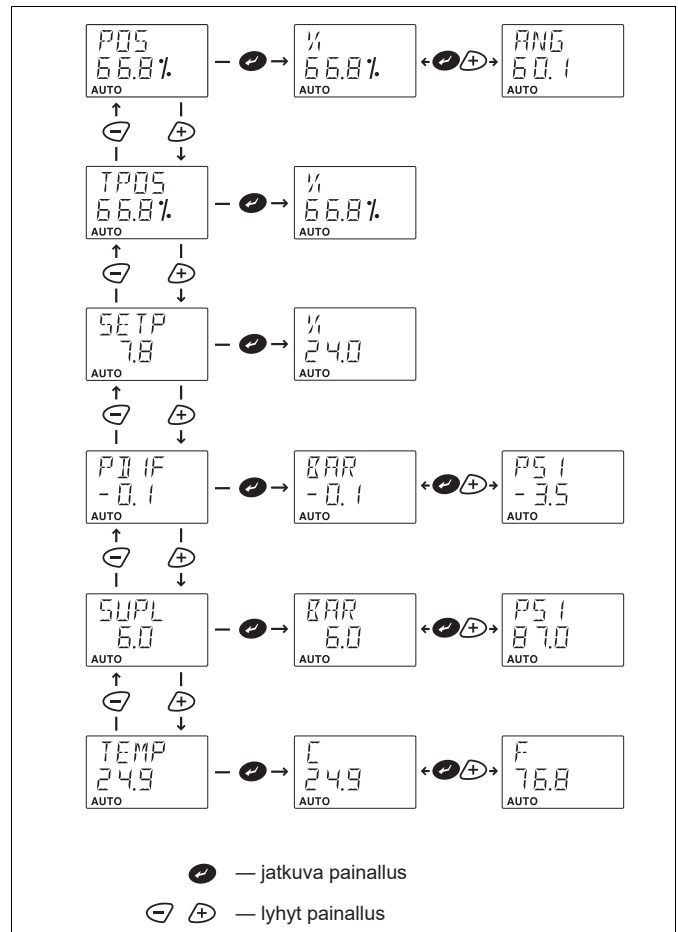 POS
66.8%
AUTO
%
66.8%
AUTO
ANG
60.1
AUTO
TPOS
66.8%
AUTO
%
66.8%
AUTO
SETP
7.8
AUTO
%
24.0
AUTO
PDIF
-0.1
AUTO
BAR
-0.1
AUTO
PSI
-3.5
AUTO
SUPL
6.0
AUTO
BAR
6.0
AUTO
PSI
87.0
AUTO
TEMP
24.9
AUTO
C
24.9
AUTO
F
76.8
AUTO
— jatkuva painallus
— lyhyt painallus